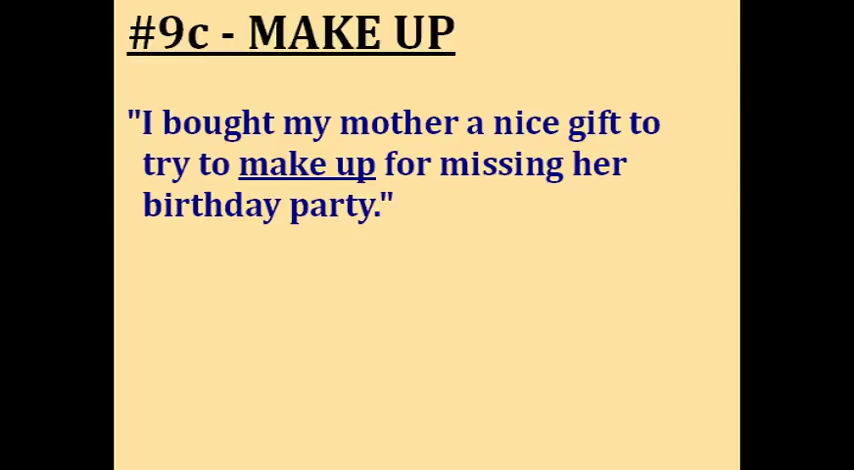 #9c - MAKE UP
"I bought my mother a nice gift to
try to make up for missing her
birthday party."